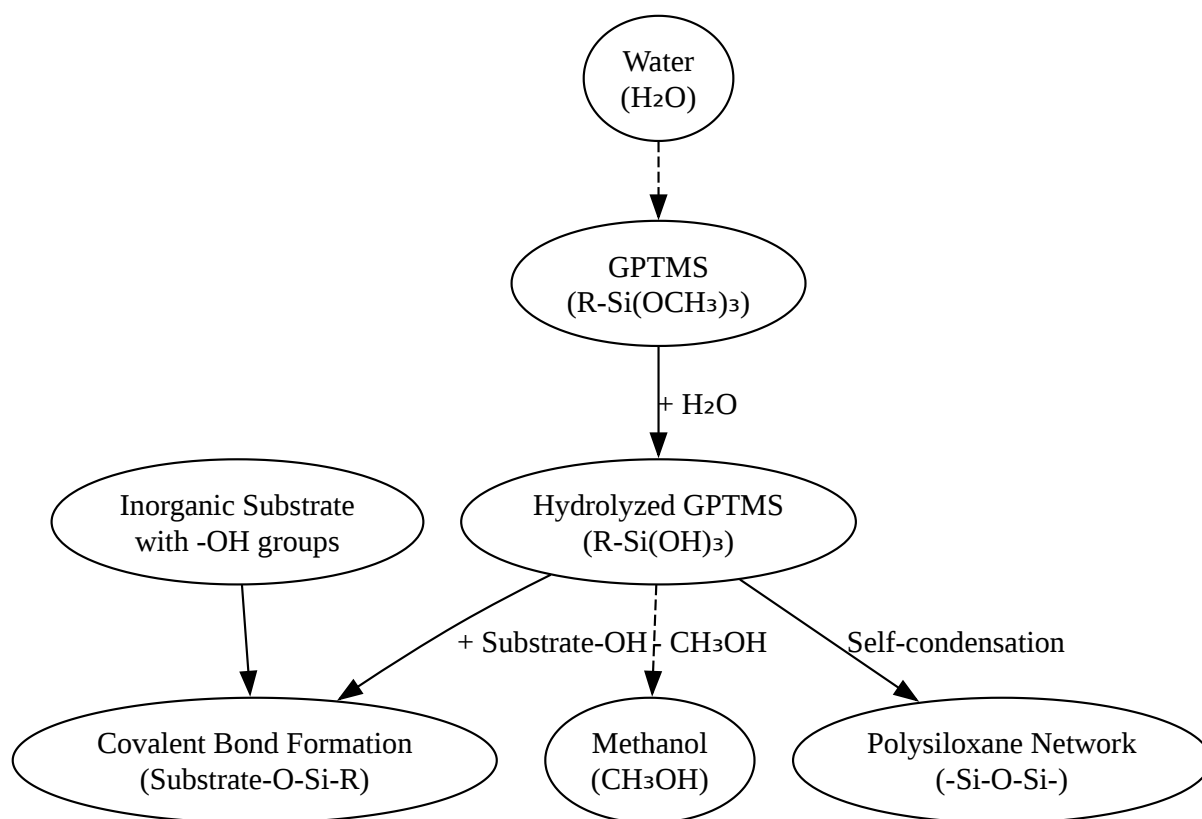 Water
(H₂O)
GPTMS
(R-Si(OCH₃)₃)
+ H₂O
Inorganic Substrate
with -OH groups
Hydrolyzed GPTMS
(R-Si(OH)₃)
+ Substrate-OH
- CH₃OH
Self-condensation
Covalent Bond Formation
(Substrate-O-Si-R)
Methanol
(CH₃OH)
Polysiloxane Network
(-Si-O-Si-)